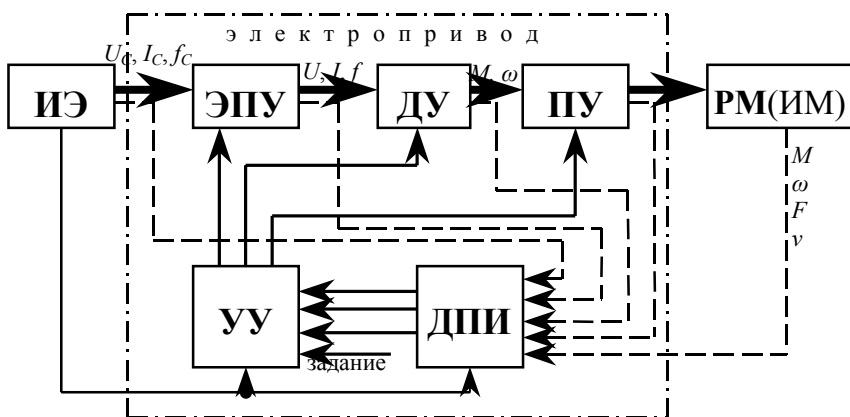 электропривод
U_C, I_C, f_C
U, I, f
M, ω
ИЭ
ЭПУ
ДУ
ПУ
РМ(ИМ)
M
ω
F
v
УУ
ДПИ
задание